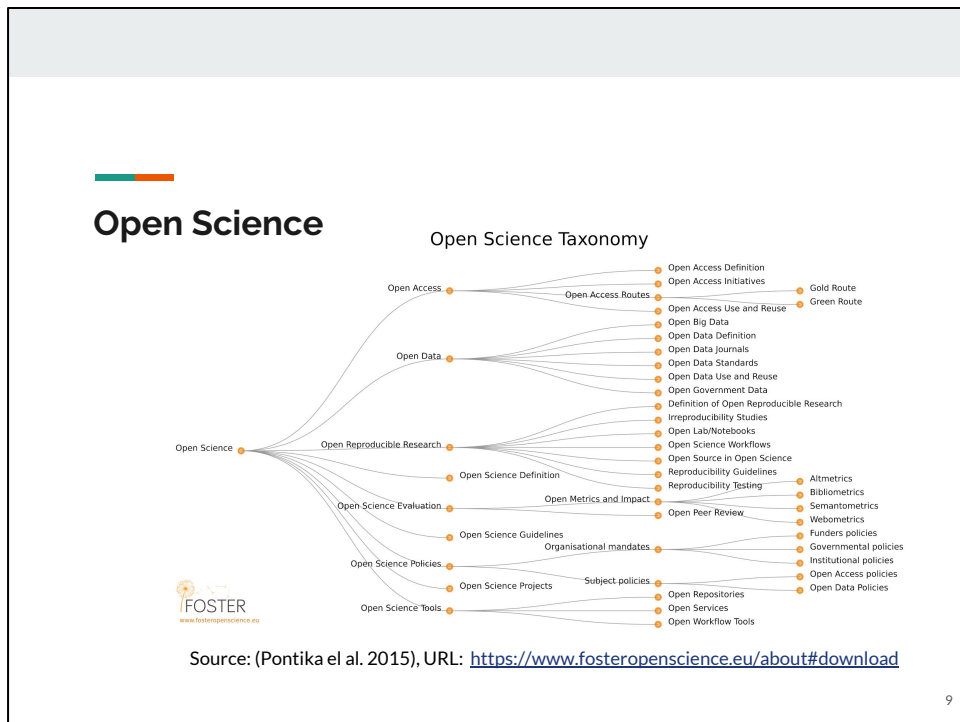 Open Science
Open Science Taxonomy
Open Science
Open Access
Open Access Definition
Open Access Initiatives
Open Access Routes
Gold Route
Green Route
Open Access Use and Reuse
Open Data
Open Big Data
Open Data Definition
Open Data Journals
Open Data Standards
Open Data Use and Reuse
Open Government Data
Open Reproducible Research
Definition of Open Reproducible Research
Irreproducibility Studies
Open Lab/Notebooks
Open Science Workflows
Open Source in Open Science
Reproducibility Guidelines
Reproducibility Testing
Open Science Definition
Open Science Evaluation
Open Metrics and Impact
Altmetrics
Bibliometrics
Semantometrics
Webometrics
Open Peer Review
Open Science Guidelines
Open Science Policies
Organisational mandates
Funders policies
Governmental policies
Institutional policies
Subject policies
Open Access policies
Open Data Policies
Open Science Projects
Open Science Tools
Open Repositories
Open Services
Open Workflow Tools
FOSTER
www.fosteropenscience.eu
Source: (Pontika el al. 2015), URL: https://www.fosteropenscience.eu/about#download
9